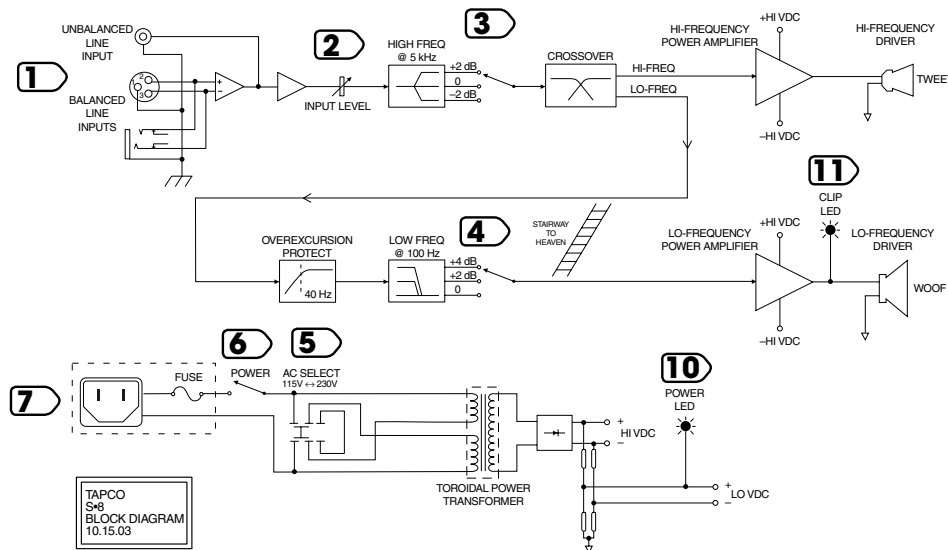 UNBALANCED
LINE
INPUT
1
2
1
3
+
−
BALANCED
LINE
INPUTS
2
INPUT LEVEL
HIGH FREQ
@ 5 kHz
+2 dB
0
−2 dB
3
CROSSOVER
HI-FREQ
LO-FREQ
HI-FREQUENCY
POWER AMPLIFIER
+HI VDC
−HI VDC
HI-FREQUENCY
DRIVER
TWEET
OVEREXCURSION
PROTECT
40 Hz
LOW FREQ
@ 100 Hz
+4 dB
+2 dB
0
4
STAIRWAY
TO
HEAVEN
LO-FREQUENCY
POWER AMPLIFIER
+HI VDC
−HI VDC
11
CLIP
LED
LO-FREQUENCY
DRIVER
WOOF
7
FUSE
6
POWER
5
AC SELECT
115V ↔ 230V
TOROIDAL POWER
TRANSFORMER
+
HI VDC
−
10
POWER
LED
+
LO VDC
−
TAPCO
S•8
BLOCK DIAGRAM
10.15.03